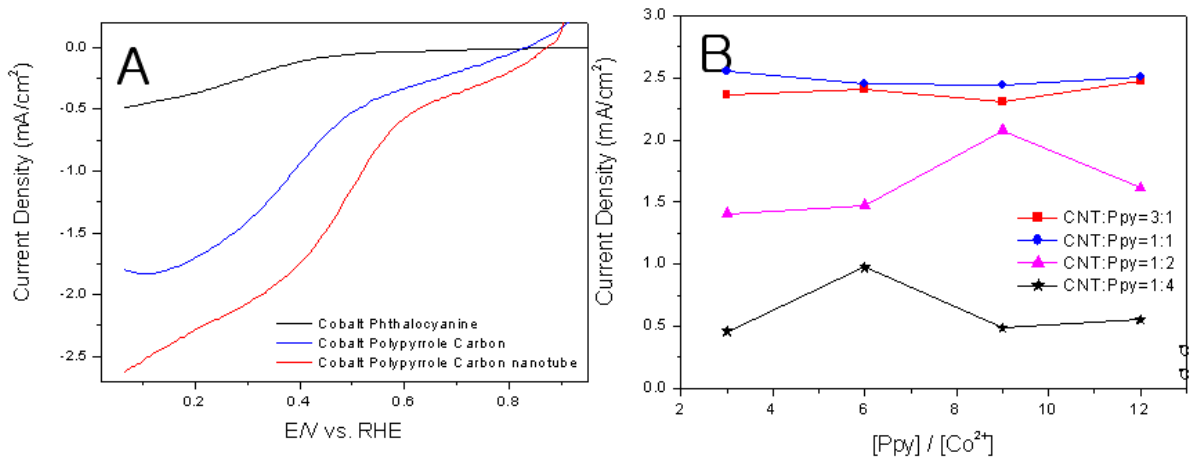 A
0.0
-0.5
-1.0
-1.5
-2.0
-2.5
Current Density (mA/cm²)
Cobalt Phthalocyanine
Cobalt Polypyrrole Carbon
Cobalt Polypyrrole Carbon nanotube
0.2 0.4 0.6 0.8
E/V vs. RHE
B
3.0
2.5
2.0
1.5
1.0
0.5
0.0
Current Density (mA/cm²)
CNT:Ppy=3:1
CNT:Ppy=1:1
CNT:Ppy=1:2
CNT:Ppy=1:4
2 4 6 8 10 12
[Ppy] / [Co²⁺]